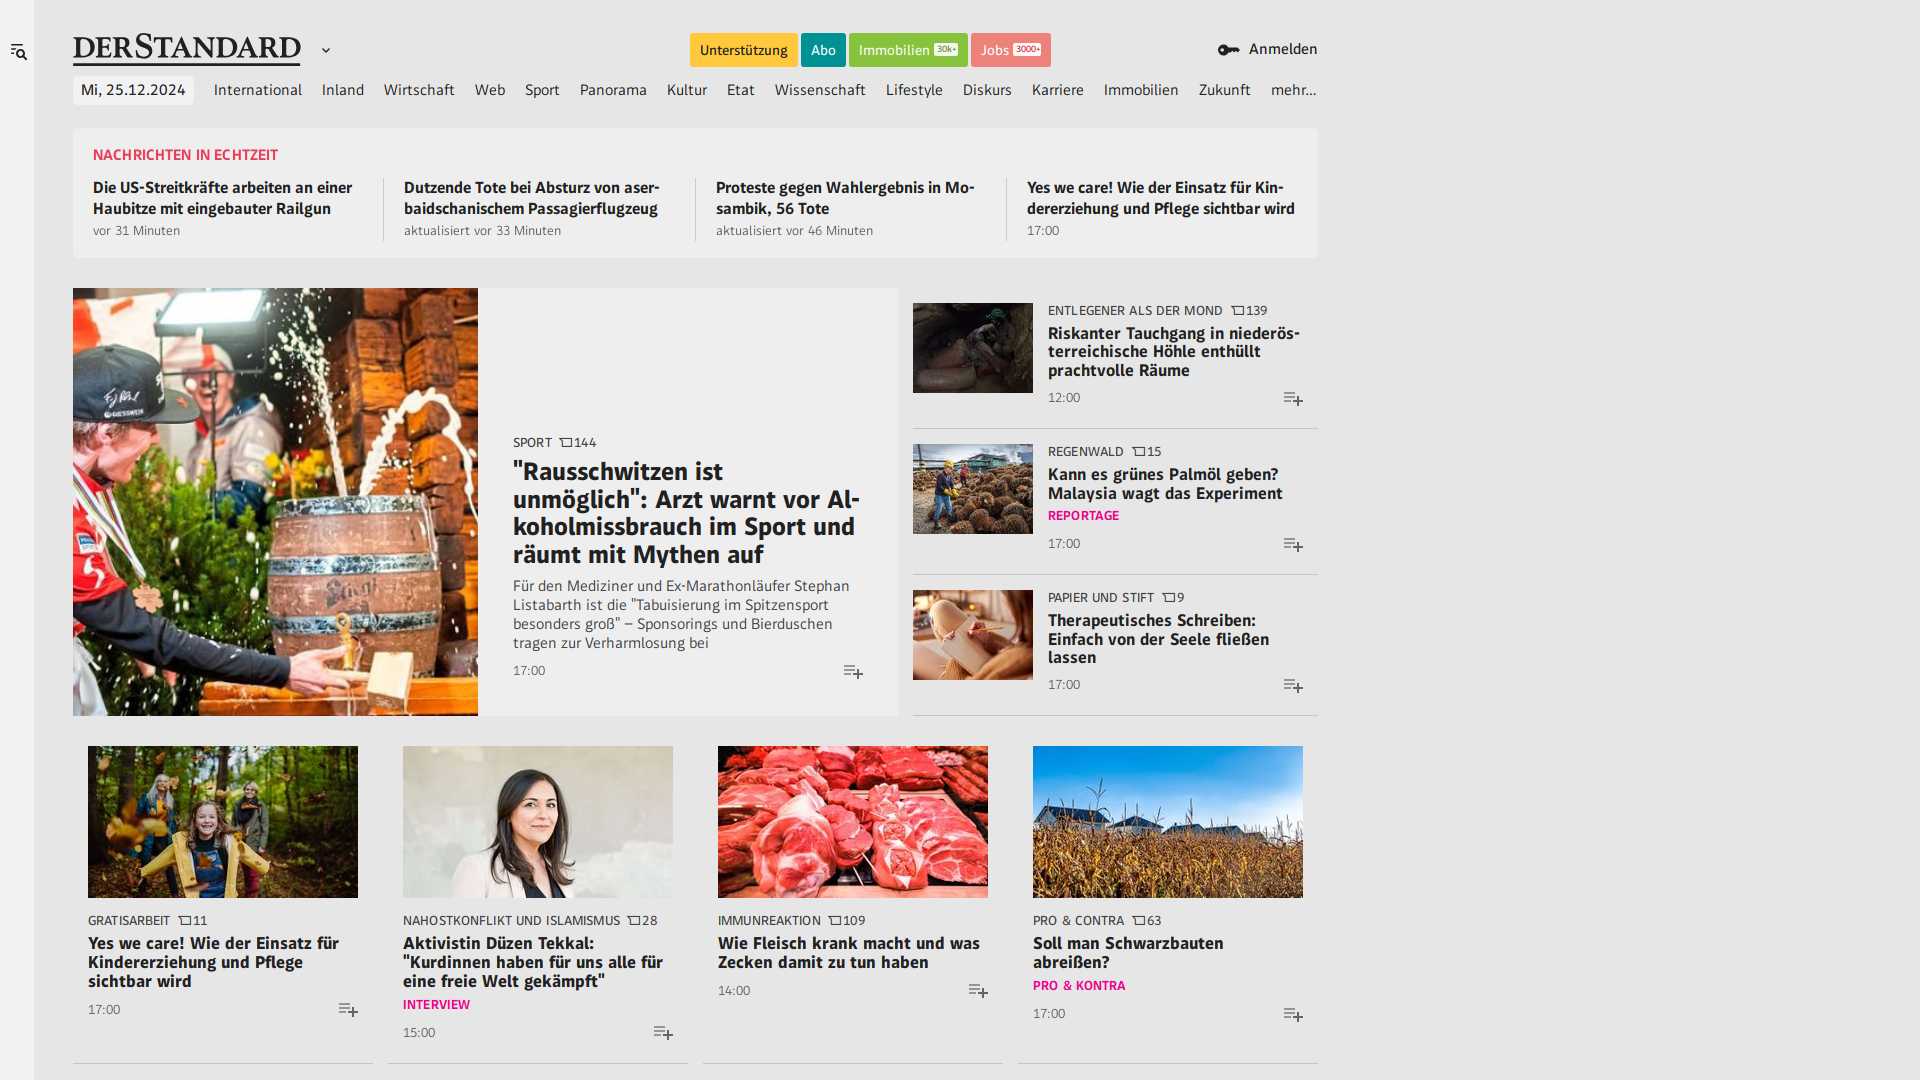 DERSTANDARD
Unterstützung
Abo
Immobilien 30k+
Jobs 3000+
Anmelden
Mi, 25.12.2024
International
Inland
Wirtschaft
Web
Sport
Panorama
Kultur
Etat
Wissenschaft
Lifestyle
Diskurs
Karriere
Immobilien
Zukunft
mehr...
NACHRICHTEN IN ECHTZEIT
Die US-Streitkräfte arbeiten an einer
Haubitze mit eingebauter Railgun
vor 31 Minuten
Dutzende Tote bei Absturz von aser-
baidschanischem Passagierflugzeug
aktualisiert vor 33 Minuten
Proteste gegen Wahlergebnis in Mo-
sambik, 56 Tote
aktualisiert vor 46 Minuten
Yes we care! Wie der Einsatz für Kin-
dererziehung und Pflege sichtbar wird
17:00
SPORT 144
"Rausschwitzen ist
unmöglich": Arzt warnt vor Al-
koholmissbrauch im Sport und
räumt mit Mythen auf
Für den Mediziner und Ex-Marathonläufer Stephan
Listabarth ist die "Tabuisierung im Spitzensport
besonders groß" – Sponsorings und Bierduschen
tragen zur Verharmlosung bei
17:00
ENTLEGENER ALS DER MOND 139
Riskanter Tauchgang in niederös-
terreichische Höhle enthüllt
prachtvolle Räume
12:00
REGENWALD 15
Kann es grünes Palmöl geben?
Malaysia wagt das Experiment
REPORTAGE
17:00
PAPIER UND STIFT 9
Therapeutisches Schreiben:
Einfach von der Seele fließen
lassen
17:00
GRATISARBEIT 11
Yes we care! Wie der Einsatz für
Kindererziehung und Pflege
sichtbar wird
17:00
NAHOSTKONFLIKT UND ISLAMISMUS 28
Aktivistin Düzen Tekkal:
"Kurdinnen haben für uns alle für
eine freie Welt gekämpft"
INTERVIEW
15:00
IMMUNREAKTION 109
Wie Fleisch krank macht und was
Zecken damit zu tun haben
14:00
PRO & CONTRA 63
Soll man Schwarzbauten
abreißen?
PRO & KONTRA
17:00